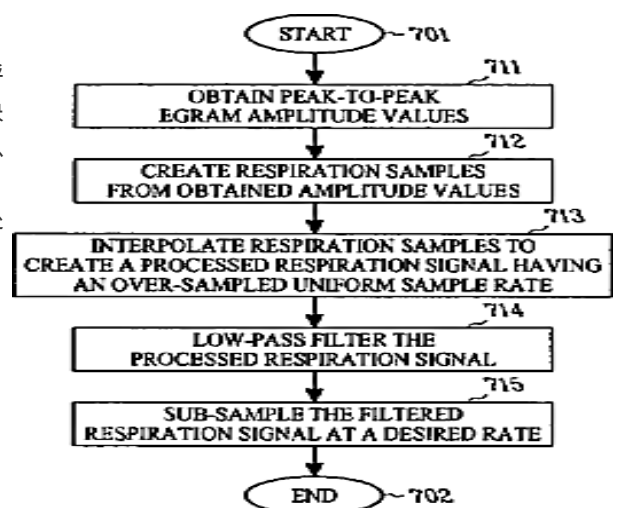 START
701
711
OBTAIN PEAK-TO-PEAK
EGRAM AMPLITUDE VALUES
712
CREATE RESPIRATION SAMPLES
FROM OBTAINED AMPLITUDE VALUES
713
INTERPOLATE RESPIRATION SAMPLES TO
CREATE A PROCESSED RESPIRATION SIGNAL HAVING
AN OVER-SAMPLED UNIFORM SAMPLE RATE
714
LOW-PASS FILTER THE
PROCESSED RESPIRATION SIGNAL
715
SUB-SAMPLE THE FILTERED
RESPIRATION SIGNAL AT A DESIRED RATE
END
702